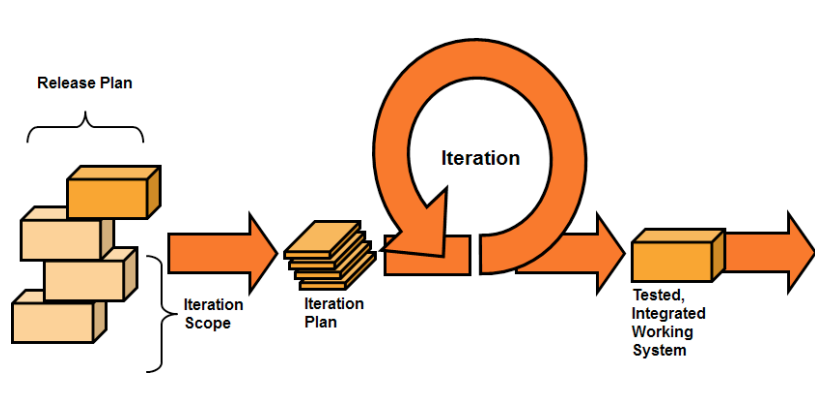 Release Plan
Iteration
Iteration
Scope
Iteration
Plan
Tested,
Integrated
Working
System